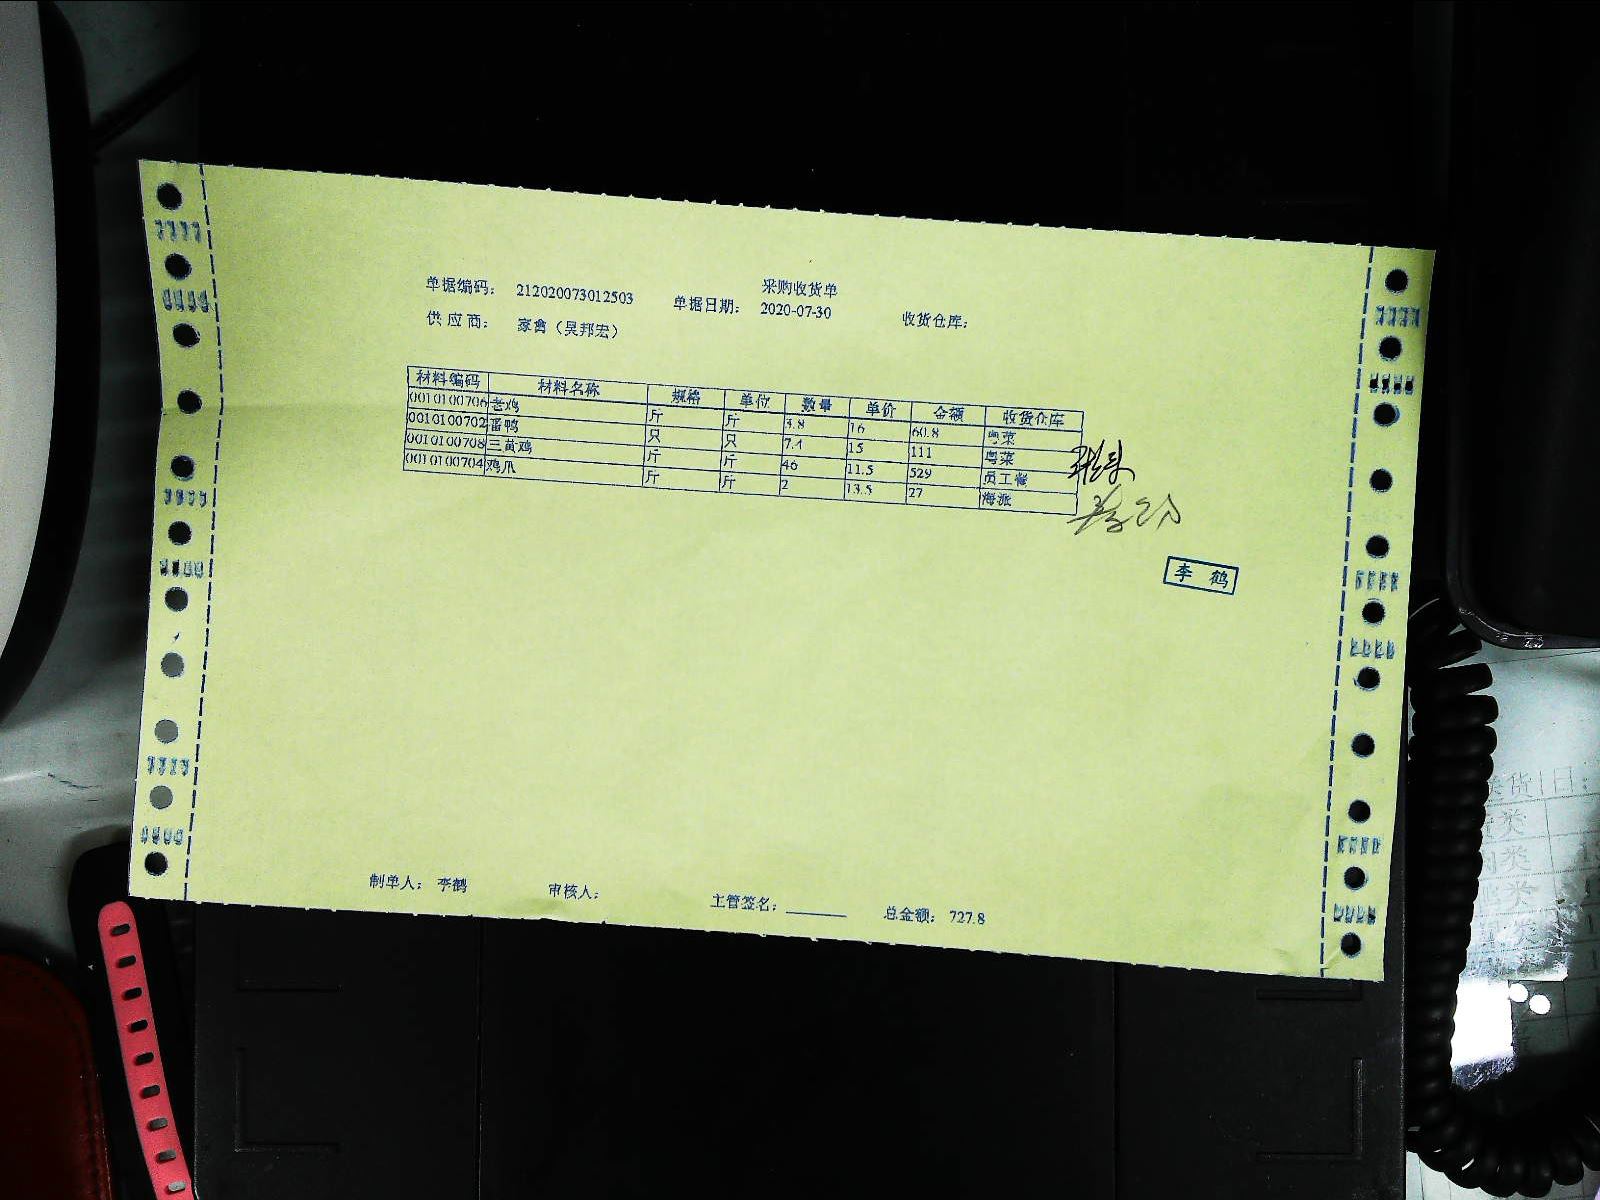 采购收货单
单据编码: 212020073012503 单据日期: 2020-07-30 收货仓库:
供应商: 家禽（吴邦宏）
材料编码 材料名称 规格 单位 数量 单价 金额 收货仓库
0010100706 老鸡 斤 斤 3.8 16 60.8 粤菜
0010100702 番鸭 只 只 7.4 15 111 粤菜
0010100708 三黄鸡 斤 斤 46 11.5 529 员工餐
0010100704 鸡爪 斤 斤 2 13.5 27 海派
李 鹤
制单人: 李鹤 审核人: 主管签名: 总金额: 727.8